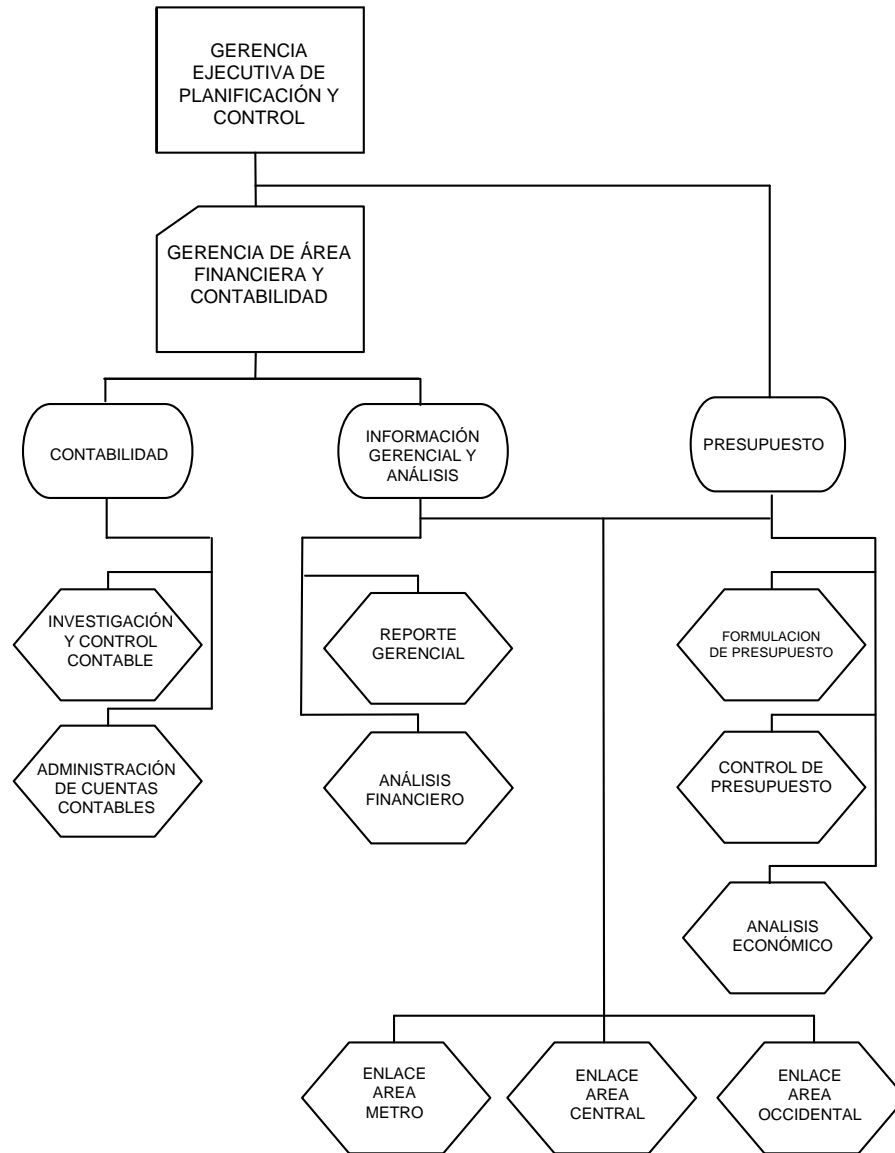 GERENCIA
EJECUTIVA DE
PLANIFICACIÓN Y
CONTROL
GERENCIA DE ÁREA
FINANCIERA Y
CONTABILIDAD
CONTABILIDAD
INFORMACIÓN
GERENCIAL Y
ANÁLISIS
PRESUPUESTO
INVESTIGACIÓN
Y CONTROL
CONTABLE
REPORTE
GERENCIAL
FORMULACION
DE PRESUPUESTO
ADMINISTRACIÓN
DE CUENTAS
CONTABLES
ANÁLISIS
FINANCIERO
CONTROL DE
PRESUPUESTO
ANALISIS
ECONÓMICO
ENLACE
AREA
METRO
ENLACE
AREA
CENTRAL
ENLACE
AREA
OCCIDENTAL